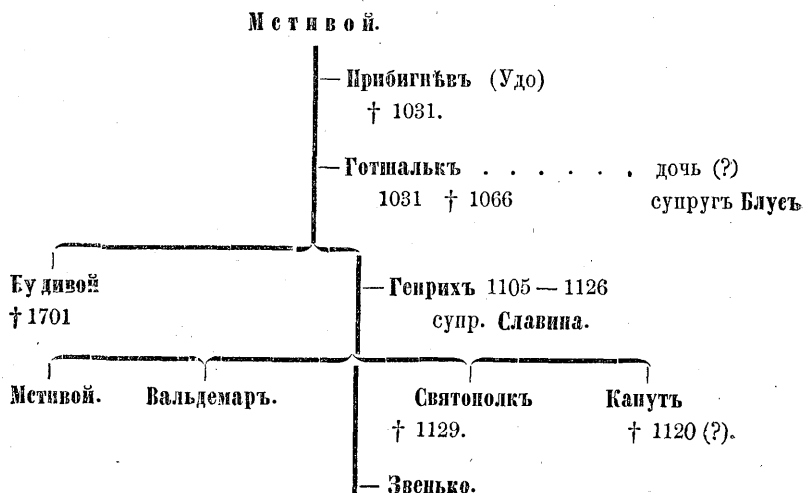 Мстивой.
— Прибигнѣвъ (Удо)
† 1031.
— Готшалькъ . . . . . . . дочь (?)
1031 † 1066 супругъ Блусъ
Будивой
† 1701
— Генрихъ 1105 — 1126
супр. Славина.
Мстивой. Вальдемаръ. Святополкъ Канутъ
† 1129. † 1120 (?).
— Звенько.